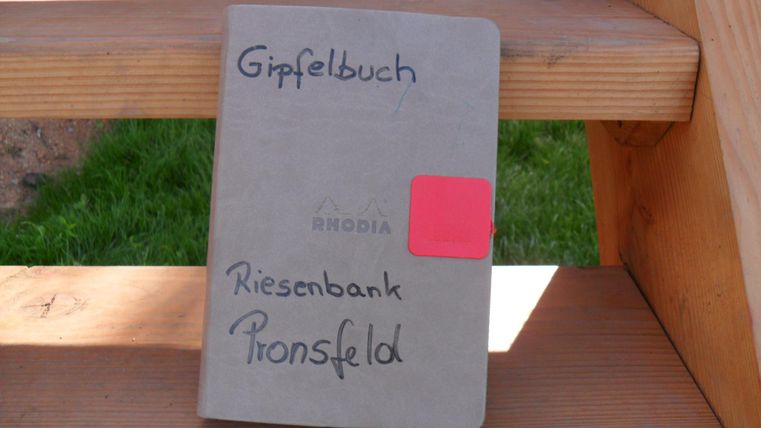 Gipfelbuch
RHODIA
Riesenbank
Pronsfeld